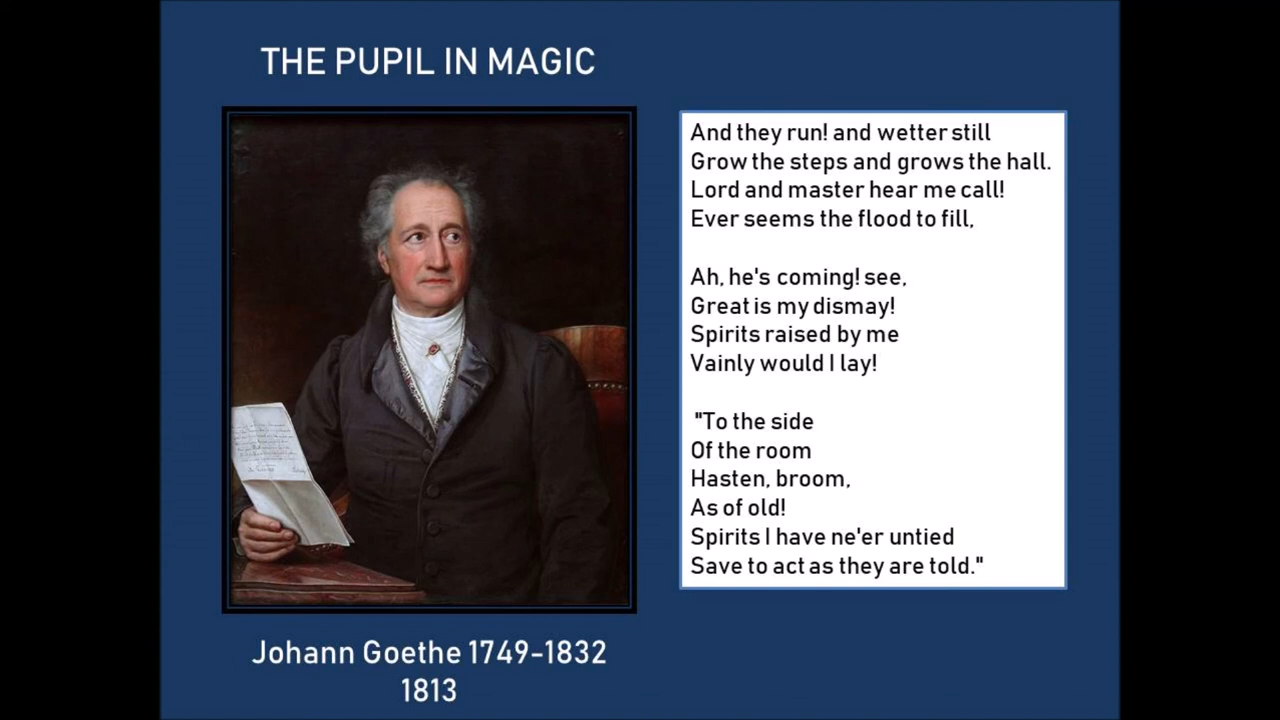 THE PUPIL IN MAGIC
And they run! and wetter still
Grow the steps and grows the hall.
Lord and master hear me call!
Ever seems the flood to fill,
Ah, he's coming! see,
Great is my dismay!
Spirits raised by me
Vainly would I lay!
"To the side
Of the room
Hasten, broom,
As of old!
Spirits I have ne'er untied
Save to act as they are told."
Johann Goethe 1749-1832
1813